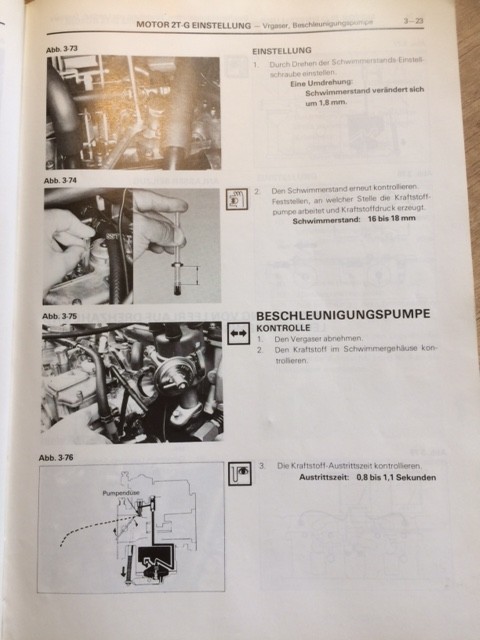 MOTOR 2T-G EINSTELLUNG — Vrgaser, Beschleunigungspumpe 3—23
Abb. 3-73
EINSTELLUNG
1. Durch Drehen der Schwimmerstands-Einstell-
schraube einstellen.
Eine Umdrehung:
Schwimmerstand verändert sich
um 1,8 mm.
Abb. 3-74
2. Den Schwimmerstand erneut kontrollieren.
Feststellen, an welcher Stelle die Kraftstoff-
pumpe arbeitet und Kraftstoffdruck erzeugt.
Schwimmerstand: 16 bis 18 mm
Abb. 3-75
BESCHLEUNIGUNGSPUMPE
KONTROLLE
1. Den Vergaser abnehmen.
2. Den Kraftstoff im Schwimmergehäuse kon-
trollieren.
Abb. 3-76
Pumpendüse
3. Die Kraftstoff-Austrittszeit kontrollieren.
Austrittszeit: 0,8 bis 1,1 Sekunden